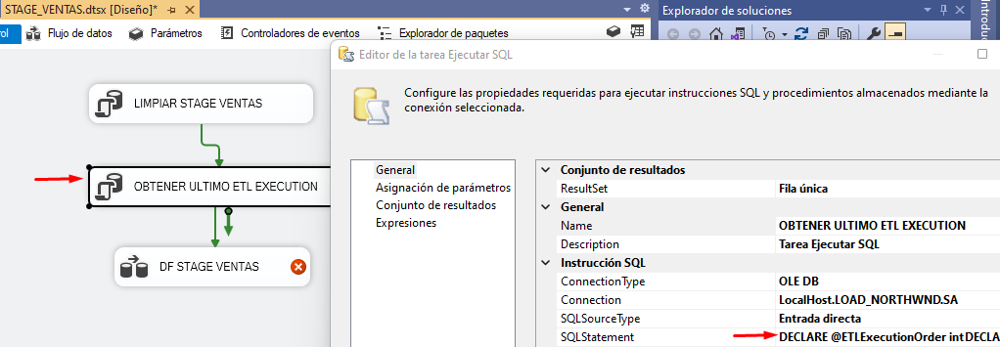 STAGE_VENTAS.dtsx [Diseño]*
Explorador de soluciones
Flujo de datos
Parámetros
Controladores de eventos
Explorador de paquetes
Editor de la tarea Ejecutar SQL
Configure las propiedades requeridas para ejecutar instrucciones SQL y procedimientos almacenados mediante la
conexión seleccionada.
LIMPIAR STAGE VENTAS
OBTENER ULTIMO ETL EXECUTION
DF STAGE VENTAS
General
Asignación de parámetros
Conjunto de resultados
Expresiones
Conjunto de resultados
ResultSet Fila única
General
Name OBTENER ULTIMO ETL EXECUTION
Description Tarea Ejecutar SQL
Instrucción SQL
ConnectionType OLE DB
Connection LocalHost.LOAD_NORTHWND.SA
SQLSourceType Entrada directa
SQLStatement DECLARE @ETLExecutionOrder int DECLA